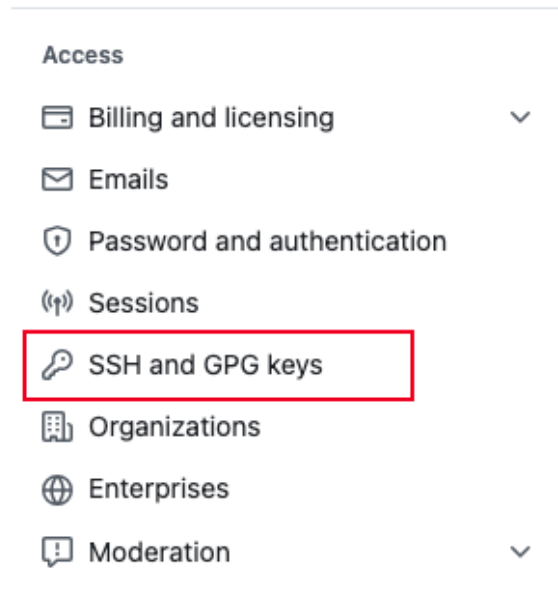 Access
Billing and licensing
Emails
Password and authentication
Sessions
SSH and GPG keys
Organizations
Enterprises
Moderation